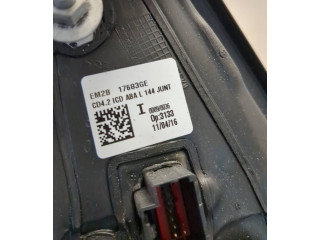 EM2B 17683GE
CD4.2 ICD ABA L 144 JUNT
I
Op:3133
11/04/16